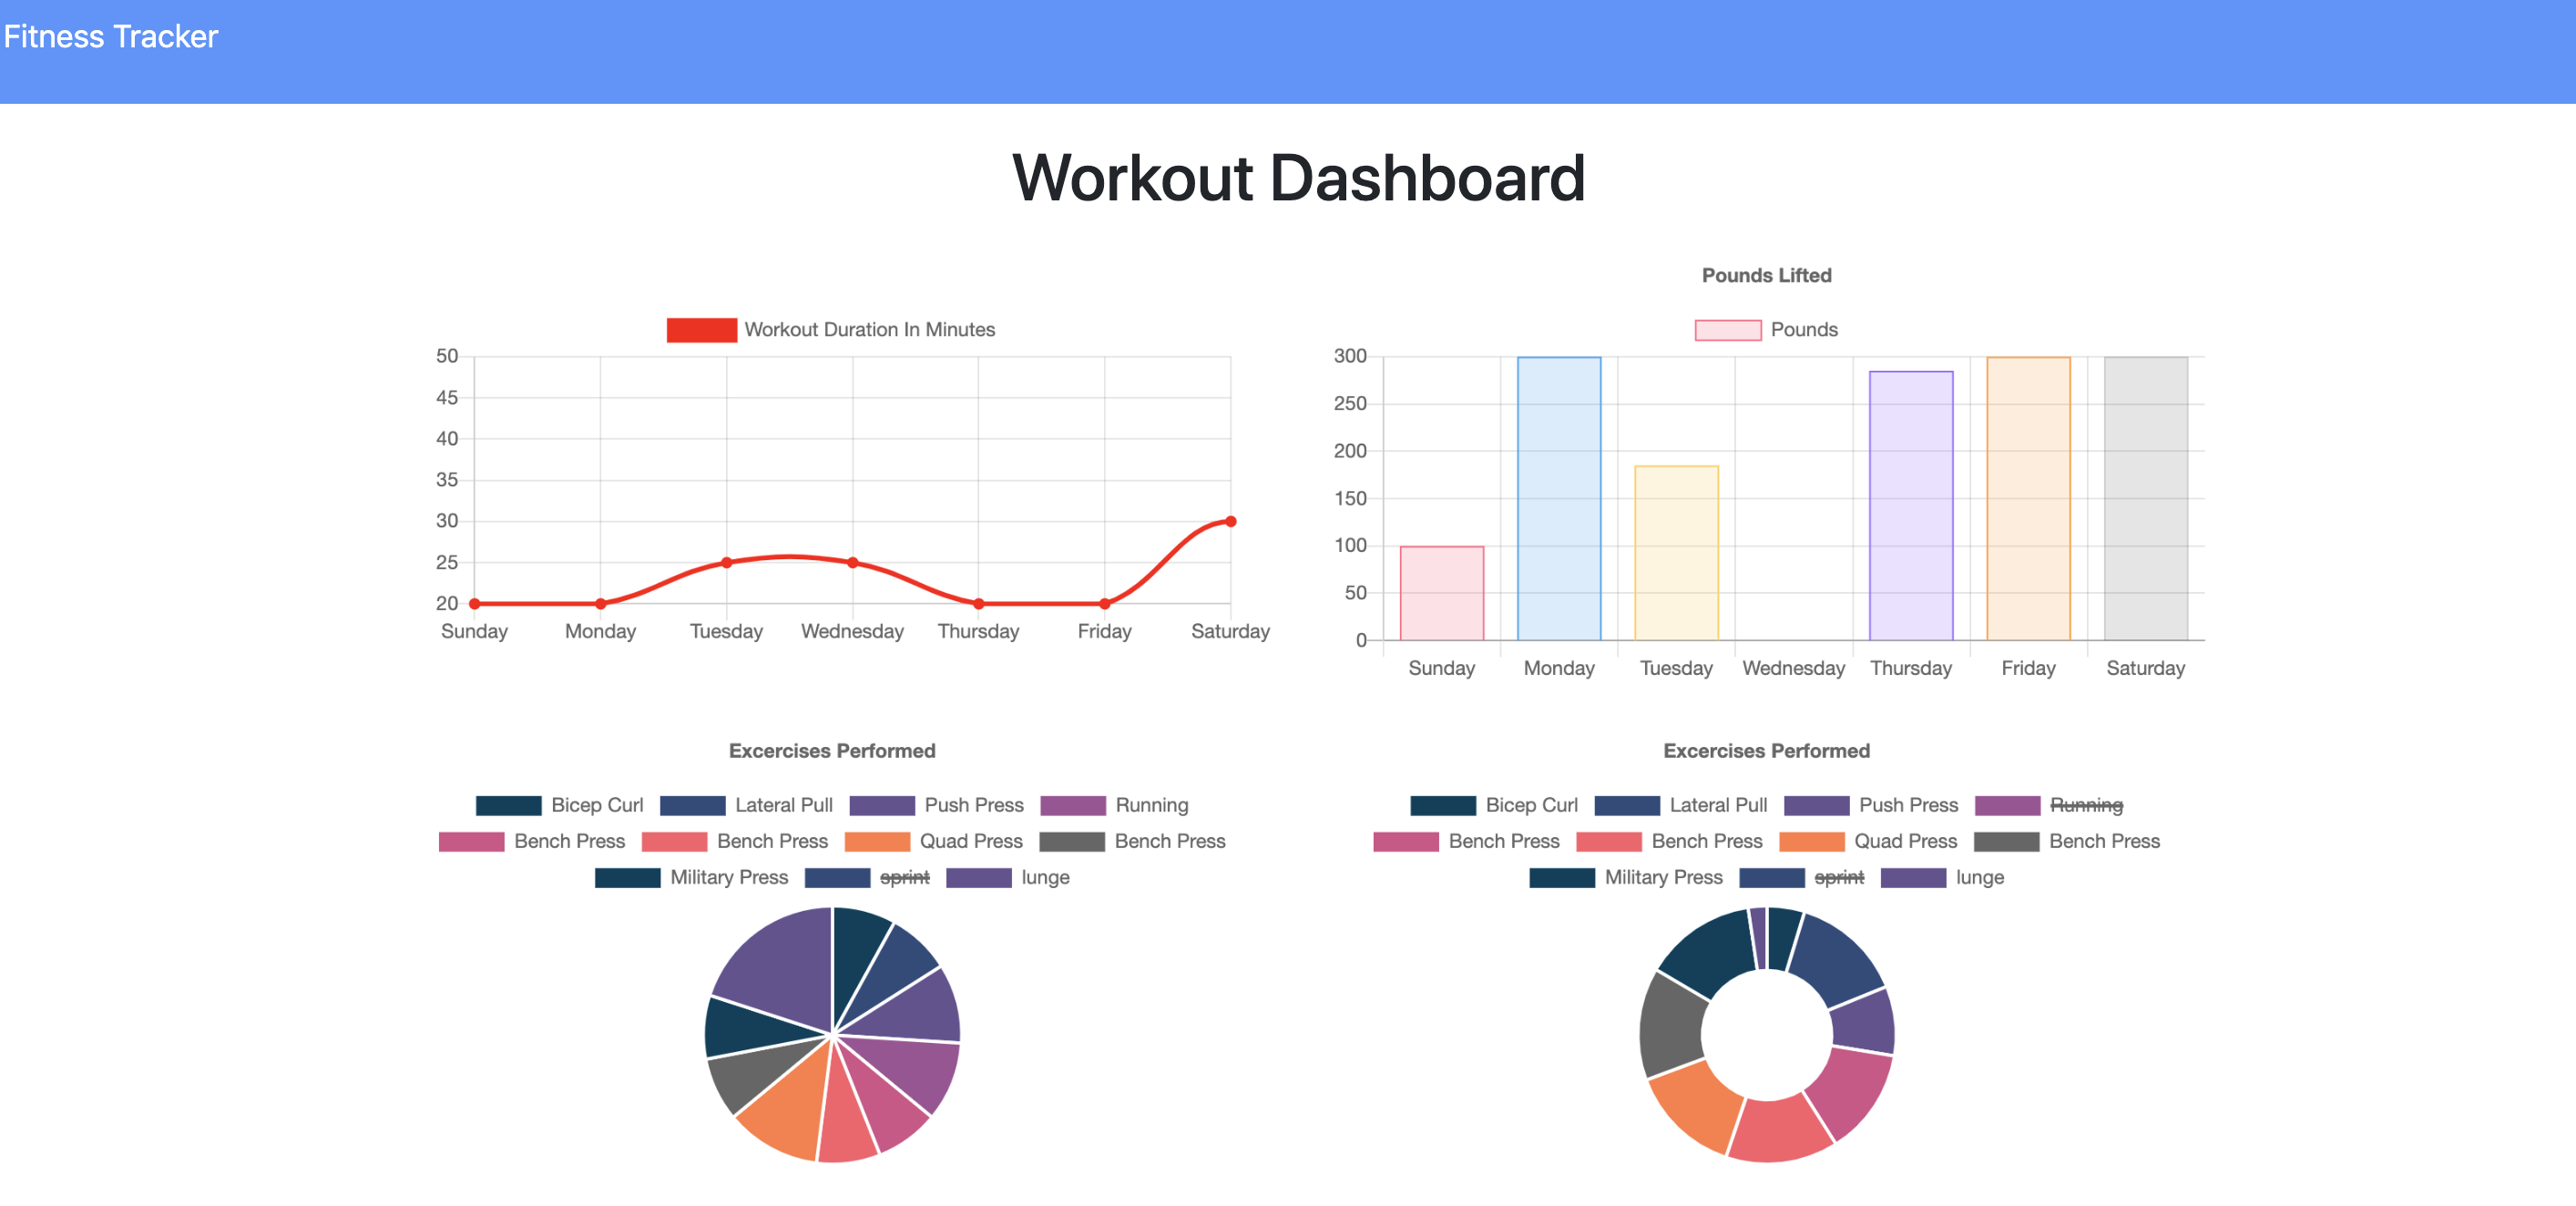 Fitness Tracker
Workout Dashboard
Workout Duration In Minutes
50
45
40
35
30
25
20
Sunday Monday Tuesday Wednesday Thursday Friday Saturday
Pounds Lifted
Pounds
300
250
200
150
100
50
0
Sunday Monday Tuesday Wednesday Thursday Friday Saturday
Excercises Performed
Bicep Curl Lateral Pull Push Press Running
Bench Press Bench Press Quad Press Bench Press
Military Press sprint lunge
Excercises Performed
Bicep Curl Lateral Pull Push Press Running
Bench Press Bench Press Quad Press Bench Press
Military Press sprint lunge